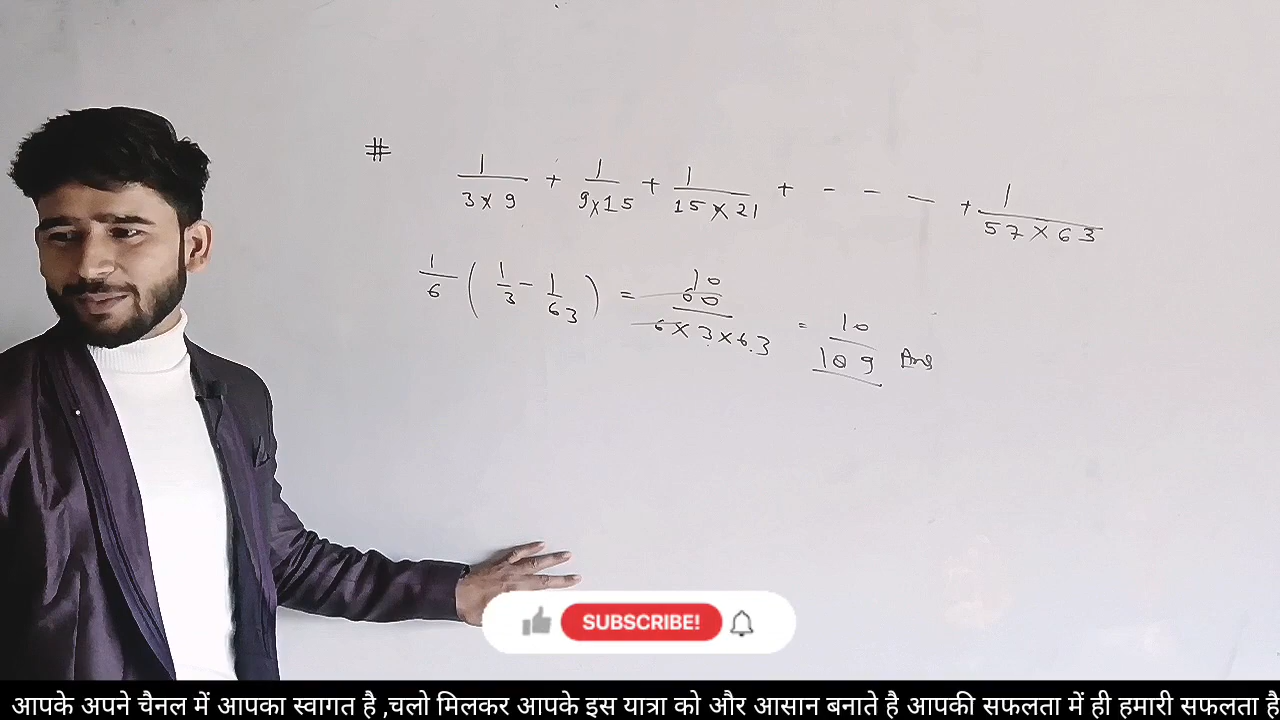 # 1/3×9 + 1/9×15 + 1/15×21 + - - - + 1/57×63
1/6 (1/3 - 1/63) = 10 60/6×3×63 = 10/109 Ans
SUBSCRIBE!
आपके अपने चैनल में आपका स्वागत है ,चलो मिलकर आपके इस यात्रा को और आसान बनाते है आपकी सफलता में ही हमारी सफलता है